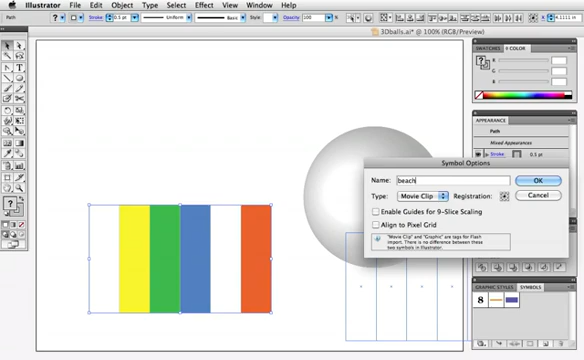 Illustrator File Edit Object Type Select Effect View Window Help
Path Stroke: 0.5 pt Uniform Basic Style: Opacity: 100
3Dballs.ai* @ 100% (RGB/Preview)
SWATCHES COLOR
R
G
B
APPEARANCE
Path
Mixed Appearances
Stroke: 0.5 pt
Symbol Options
Name: beach
OK
Type: Movie Clip Registration:
Cancel
Enable Guides for 9-Slice Scaling
Align to Pixel Grid
"Movie Clip" and "Graphic" are tags for Flash
import. There is no difference between these
two symbols in Illustrator.
GRAPHIC STYLES SYMBOLS
8